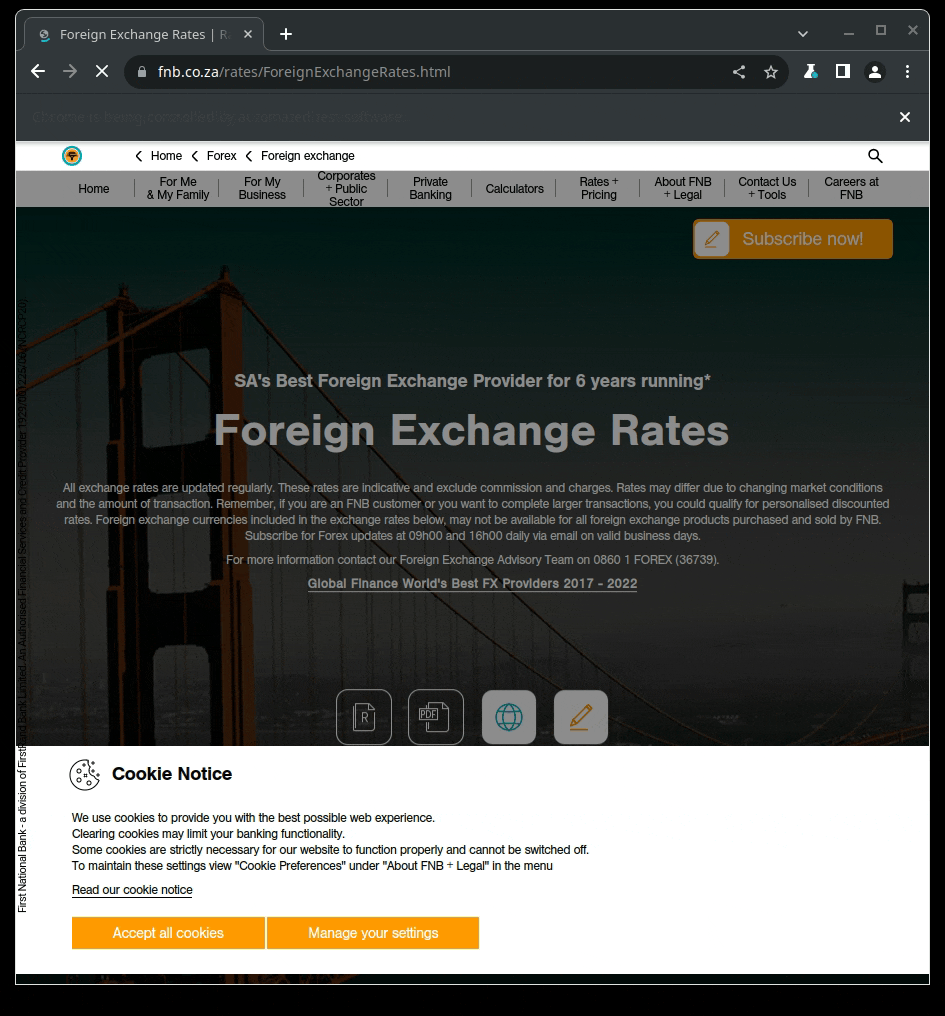 Foreign Exchange Rates | R
fnb.co.za/rates/ForeignExchangeRates.html
Chrome is being controlled by automated test software.
Home
Forex
Foreign exchange
Home
For Me
& My Family
For My
Business
Corporates
+ Public
Sector
Private
Banking
Calculators
Rates +
Pricing
About FNB
+ Legal
Contact Us
+ Tools
Careers at
FNB
Subscribe now!
SA's Best Foreign Exchange Provider for 6 years running*
Foreign Exchange Rates
All exchange rates are updated regularly. These rates are indicative and exclude commission and charges. Rates may differ due to changing market conditions
and the amount of transaction. Remember, if you are an FNB customer or you want to complete larger transactions, you could qualify for personalised discounted
rates. Foreign exchange currencies included in the exchange rates below, may not be available for all foreign exchange products purchased and sold by FNB.
Subscribe for Forex updates at 09h00 and 16h00 daily via email on valid business days.
For more information contact our Foreign Exchange Advisory Team on 0860 1 FOREX (36739).
Global Finance World's Best FX Providers 2017 - 2022
R
PDF
First National Bank - a division of FirstRand Bank Limited. An Authorised Financial Services and Credit Provider
Cookie Notice
We use cookies to provide you with the best possible web experience.
Clearing cookies may limit your banking functionality.
Some cookies are strictly necessary for our website to function properly and cannot be switched off.
To maintain these settings view "Cookie Preferences" under "About FNB + Legal" in the menu
Read our cookie notice
Accept all cookies
Manage your settings